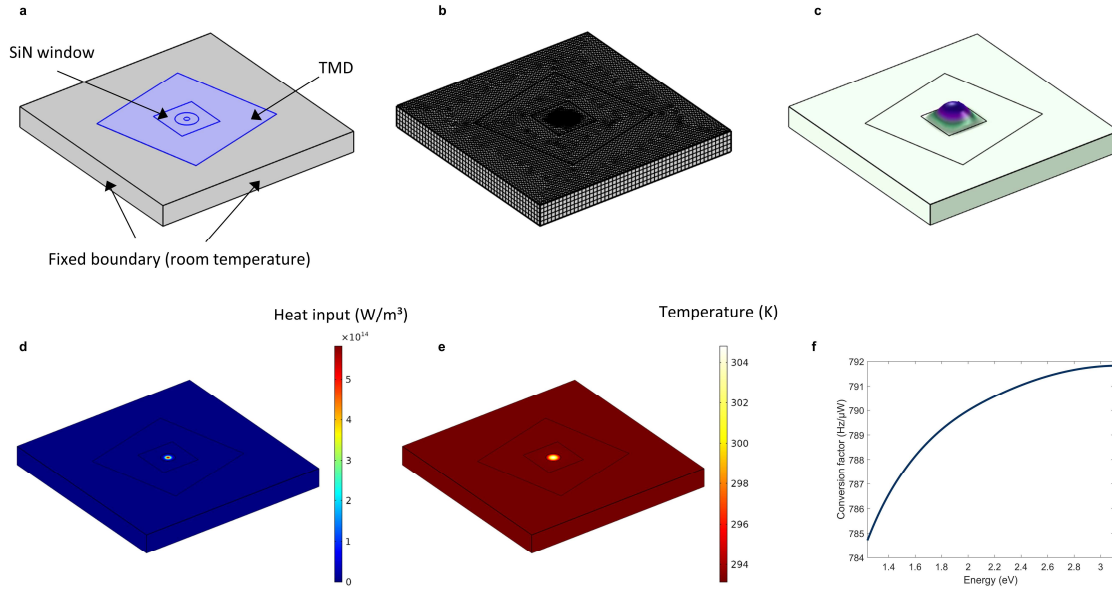 a
b
c
SiN window
TMD
Fixed boundary (room temperature)
Heat input (W/m³)
Temperature (K)
d
e
f
×10¹⁴
5
4
3
2
1
0
304
302
300
298
296
294
792
791
790
789
788
787
786
785
784
Conversion factor (Hz/μW)
1.4
1.6
1.8
2
2.2
2.4
2.6
2.8
3
Energy (eV)